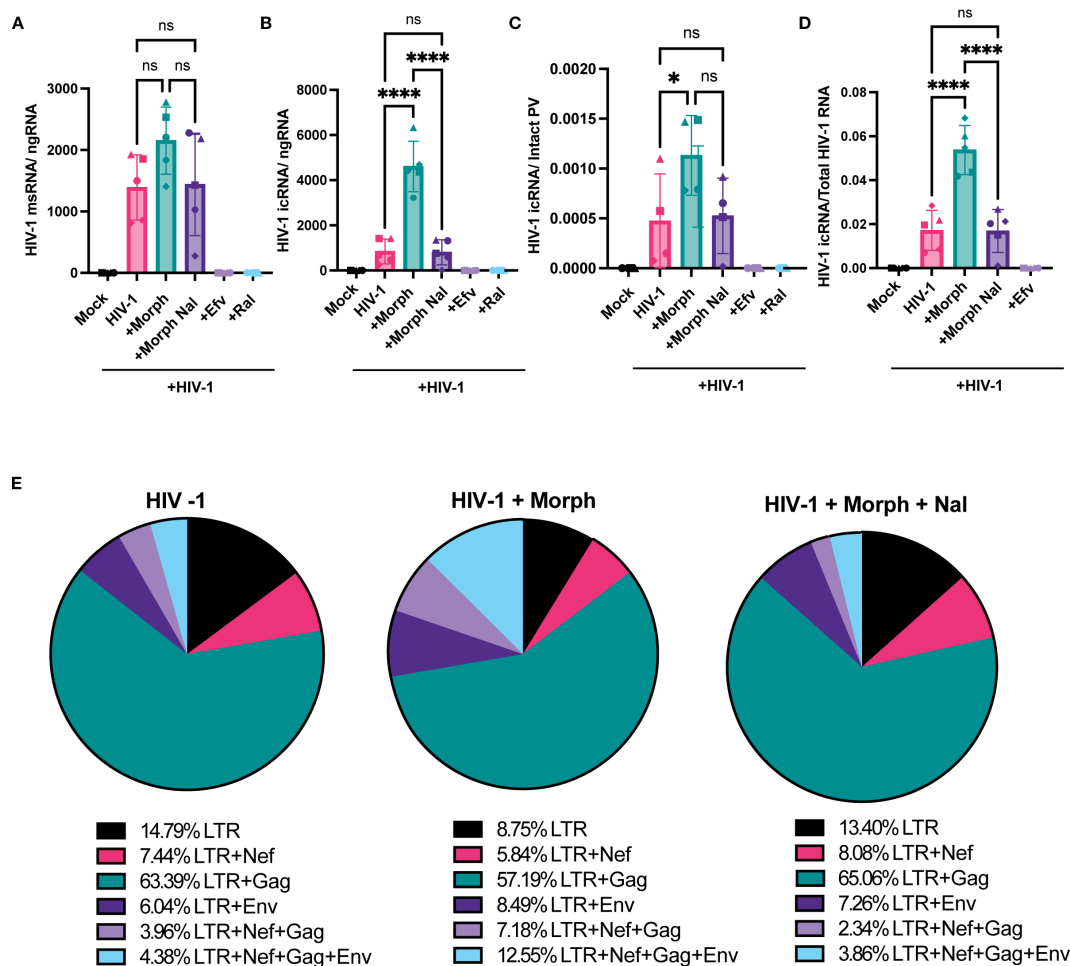 A
B
C
D
ns
ns
ns
HIV-1 msRNA/ ngRNA
3000
2000
1000
0
Mock
HIV-1
+Morph
+Morph Nal
+Efv
+Ral
+HIV-1
ns
****
****
HIV-1 icRNA/ ngRNA
8000
6000
4000
2000
0
Mock
HIV-1
+Morph
+Morph Nal
+Efv
+Ral
+HIV-1
ns
*
ns
HIV-1 icRNA/ Intact PV
0.0020
0.0015
0.0010
0.0005
0.0000
Mock
HIV-1
+Morph
+Morph Nal
+Efv
+Ral
+HIV-1
ns
****
****
HIV-1 icRNA/Total HIV-1 RNA
0.08
0.06
0.04
0.02
0.00
Mock
HIV-1
+Morph
+Morph Nal
+Efv
+HIV-1
E
HIV -1
14.79% LTR
7.44% LTR+Nef
63.39% LTR+Gag
6.04% LTR+Env
3.96% LTR+Nef+Gag
4.38% LTR+Nef+Gag+Env
HIV-1 + Morph
8.75% LTR
5.84% LTR+Nef
57.19% LTR+Gag
8.49% LTR+Env
7.18% LTR+Nef+Gag
12.55% LTR+Nef+Gag+Env
HIV-1 + Morph + Nal
13.40% LTR
8.08% LTR+Nef
65.06% LTR+Gag
7.26% LTR+Env
2.34% LTR+Nef+Gag
3.86% LTR+Nef+Gag+Env